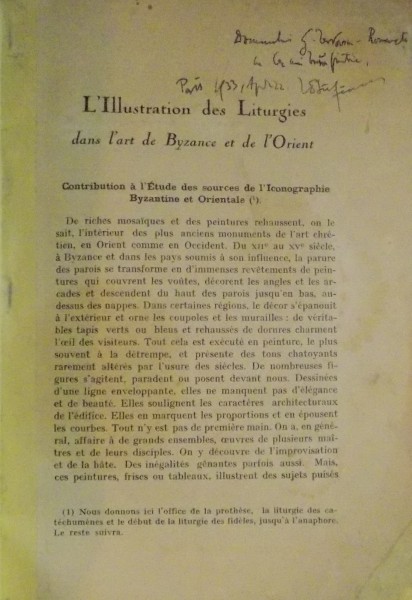 Domnului G.
Paris 1933, Aprilie
L'Illustration des Liturgies
dans l'art de Byzance et de l'Orient
Contribution à l'Étude des sources de l'Iconographie
Byzantine et Orientale (¹).
De riches mosaïques et des peintures rehaussent, on le
sait, l'intérieur des plus anciens monuments de l'art chré-
tien, en Orient comme en Occident. Du XIIᵉ au XVᵉ siècle,
à Byzance et dans les pays soumis à son influence, la parure
des parois se transforme en d'immenses revêtements de pein-
tures qui couvrent les voûtes, décorent les angles et les ar-
cades et descendent du haut des parois jusqu'en bas, au-
dessus des nappes. Dans certaines régions, le décor s'épanouit
à l'extérieur et orne les coupoles et les murailles : de vérita-
bles tapis verts ou bleus et rehaussés de dorures charment
l'œil des visiteurs. Tout cela est exécuté en peinture, le plus
souvent à la détrempe, et présente des tons chatoyants
rarement altérés par l'usure des siècles. De nombreuses fi-
gures s'agitent, paradent ou posent devant nous. Dessinées
d'une ligne enveloppante, elles ne manquent pas d'élégance
et de beauté. Elles soulignent les caractères architecturaux
de l'édifice. Elles en marquent les proportions et en épousent
les courbes. Tout n'y est pas de première main. On a, en géné-
ral, affaire à de grands ensembles, œuvres de plusieurs maî-
tres et de leurs disciples. On y découvre de l'improvisation
et de la hâte. Des inégalités gênantes parfois aussi. Mais,
ces peintures, frises ou tableaux, illustrent des sujets puisés
(1) Nous donnons ici l'office de la prothèse, la liturgie des ca-
téchumènes et le début de la liturgie des fidèles, jusqu'à l'anaphore.
Le reste suivra.